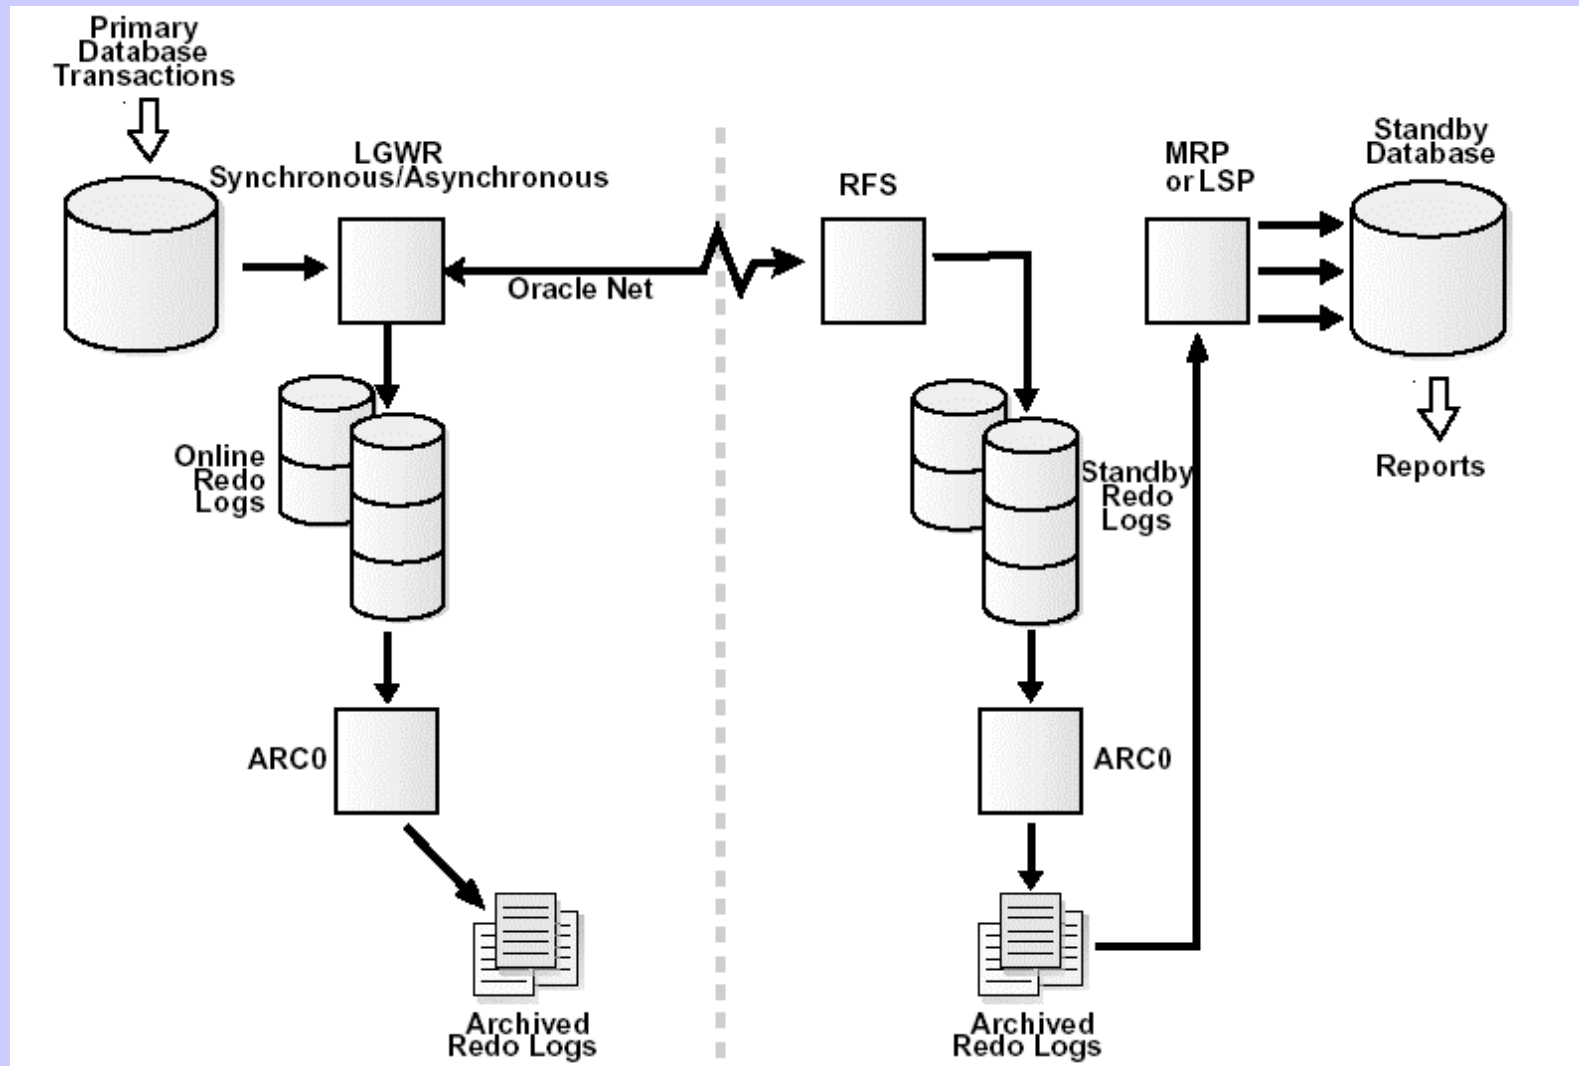 Primary
Database
Transactions
LGWR
Synchronous/Asynchronous
Oracle Net
RFS
MRP
or LSP
Standby
Database
Online
Redo
Logs
Standby
Redo
Logs
Reports
ARC0
ARC0
Archived
Redo Logs
Archived
Redo Logs